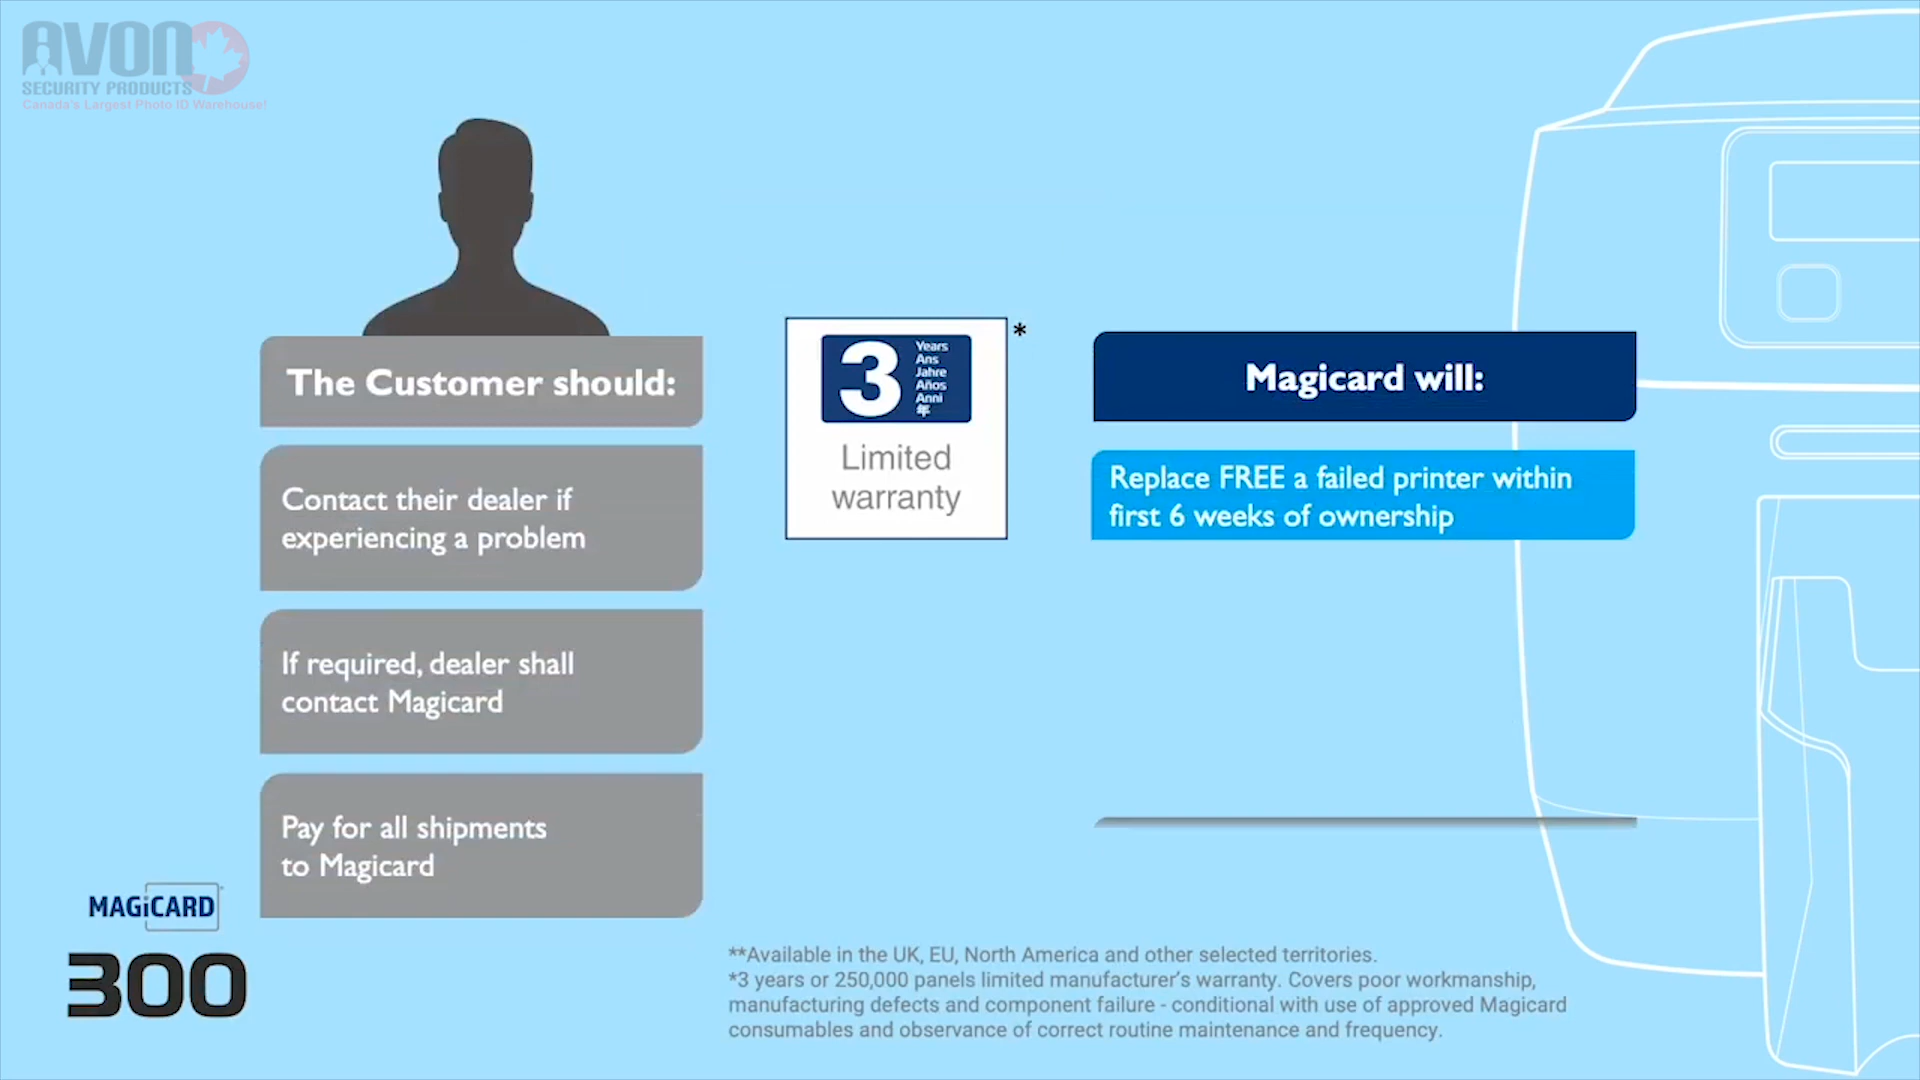 AVON
SECURITY PRODUCTS
Canada's Largest Photo ID Warehouse!
The Customer should:
Contact their dealer if
experiencing a problem
If required, dealer shall
contact Magicard
Pay for all shipments
to Magicard
3
Years
Ans
Jahre
Años
Anni
年
Limited
warranty
*
Magicard will:
Replace FREE a failed printer within
first 6 weeks of ownership
MAGiCARD
300
**Available in the UK, EU, North America and other selected territories.
*3 years or 250,000 panels limited manufacturer's warranty. Covers poor workmanship,
manufacturing defects and component failure - conditional with use of approved Magicard
consumables and observance of correct routine maintenance and frequency.